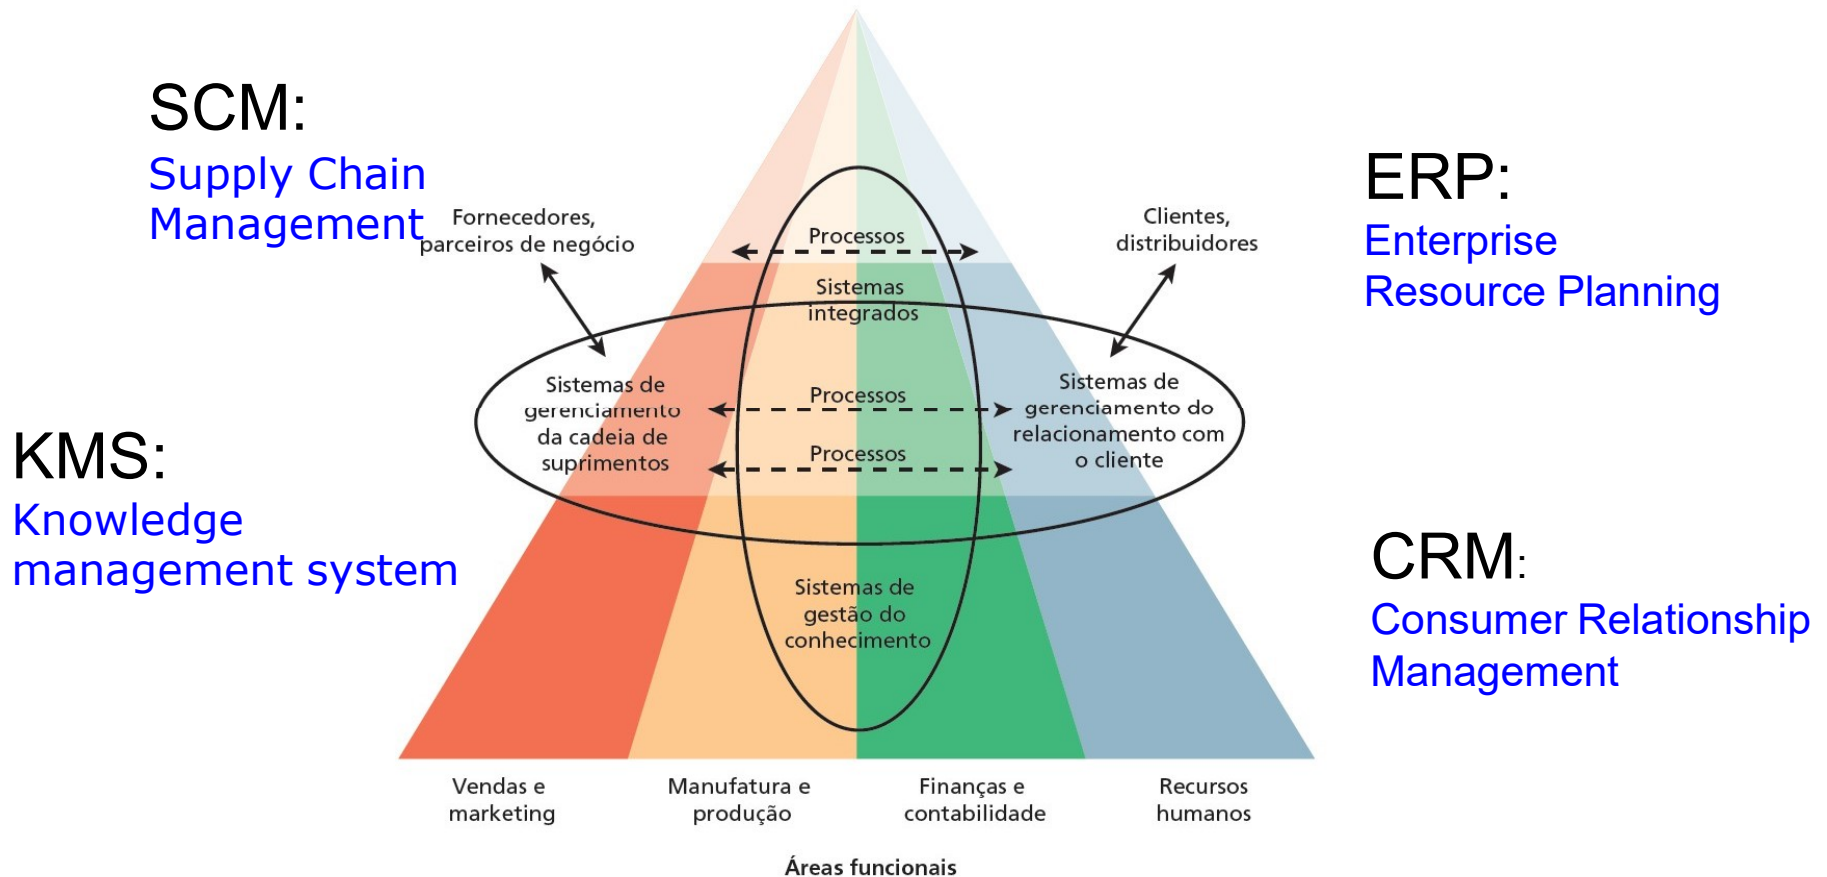 SCM:
Supply Chain
Management
Fornecedores,
parceiros de negócio
Clientes,
distribuidores
ERP:
Enterprise
Resource Planning
Processos
Sistemas
integrados
Sistemas de
gerenciamento
da cadeia de
suprimentos
Processos
Processos
Sistemas de
gerenciamento do
relacionamento com
o cliente
KMS:
Knowledge
management system
Sistemas de
gestão do
conhecimento
CRM:
Consumer Relationship
Management
Vendas e
marketing
Manufatura e
produção
Finanças e
contabilidade
Recursos
humanos
Áreas funcionais